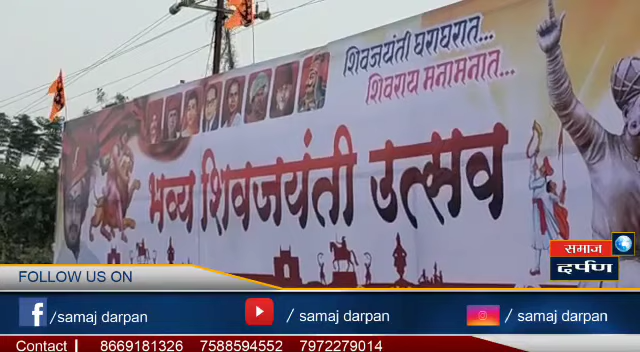 शिवजयंती घराघरात...
शिवराय मनामनात...
भव्य शिवजयंती उत्सव
समाज
दर्पण
FOLLOW US ON
/samaj darpan
/ samaj darpan
/ samaj darpan
Contact | 8669181326 7588594552 7972279014